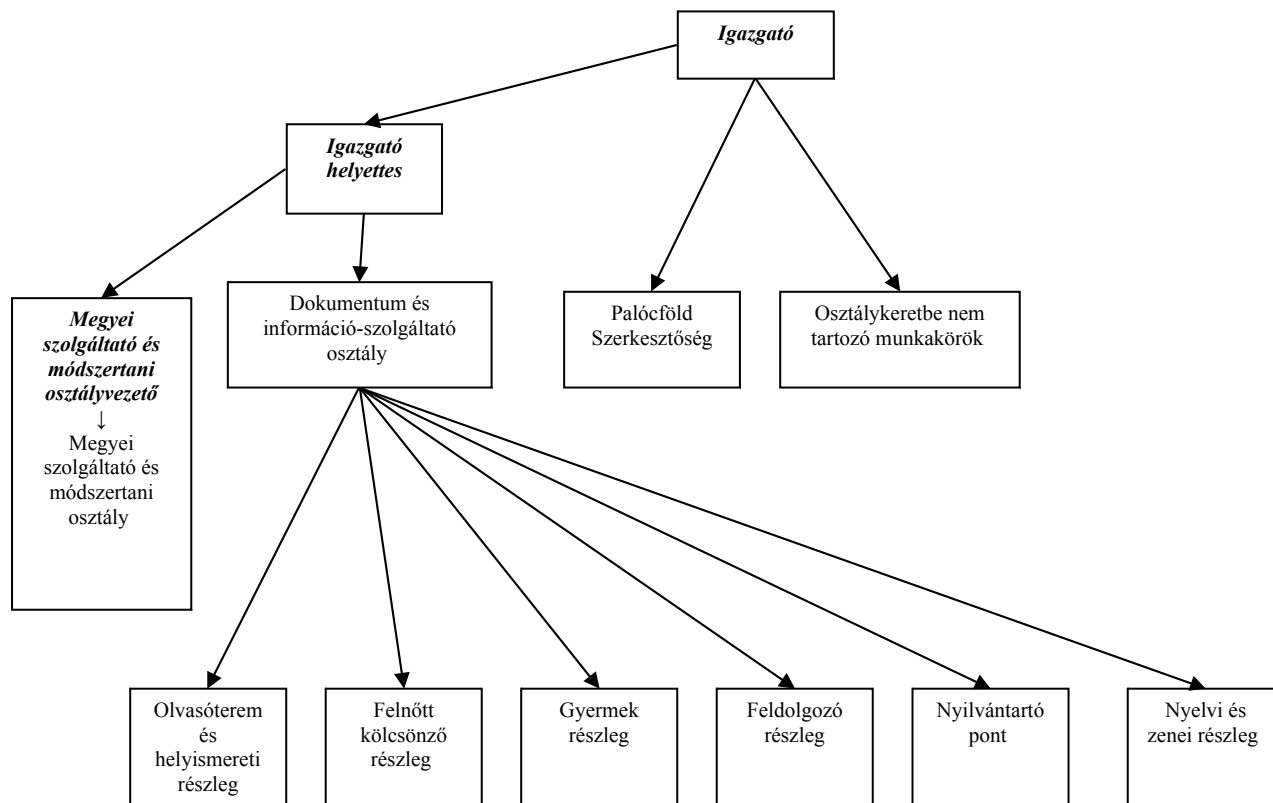 Igazgató
Igazgató
helyettes
Megyei
szolgáltató és
módszertani
osztályvezető
↓
Megyei
szolgáltató és
módszertani
osztály
Dokumentum és
információ-szolgáltató
osztály
Palócföld
Szerkesztőség
Osztálykeretbe nem
tartozó munkakörök
Olvasóterem
és
helyismereti
részleg
Felnőtt
kölcsönző
részleg
Gyermek
részleg
Feldolgozó
részleg
Nyilvántartó
pont
Nyelvi és
zenei részleg